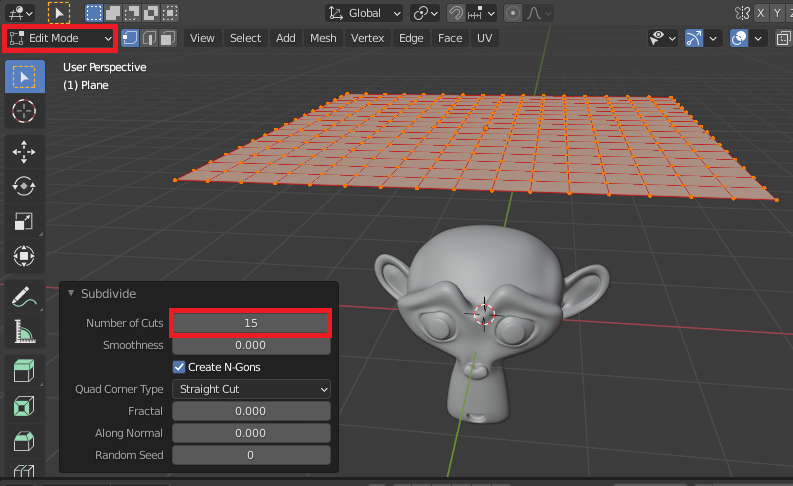 Global X Y
Edit Mode View Select Add Mesh Vertex Edge Face UV
User Perspective
(1) Plane
Subdivide
Number of Cuts 15
Smoothness 0.000
Create N-Gons
Quad Corner Type Straight Cut
Fractal 0.000
Along Normal 0.000
Random Seed 0